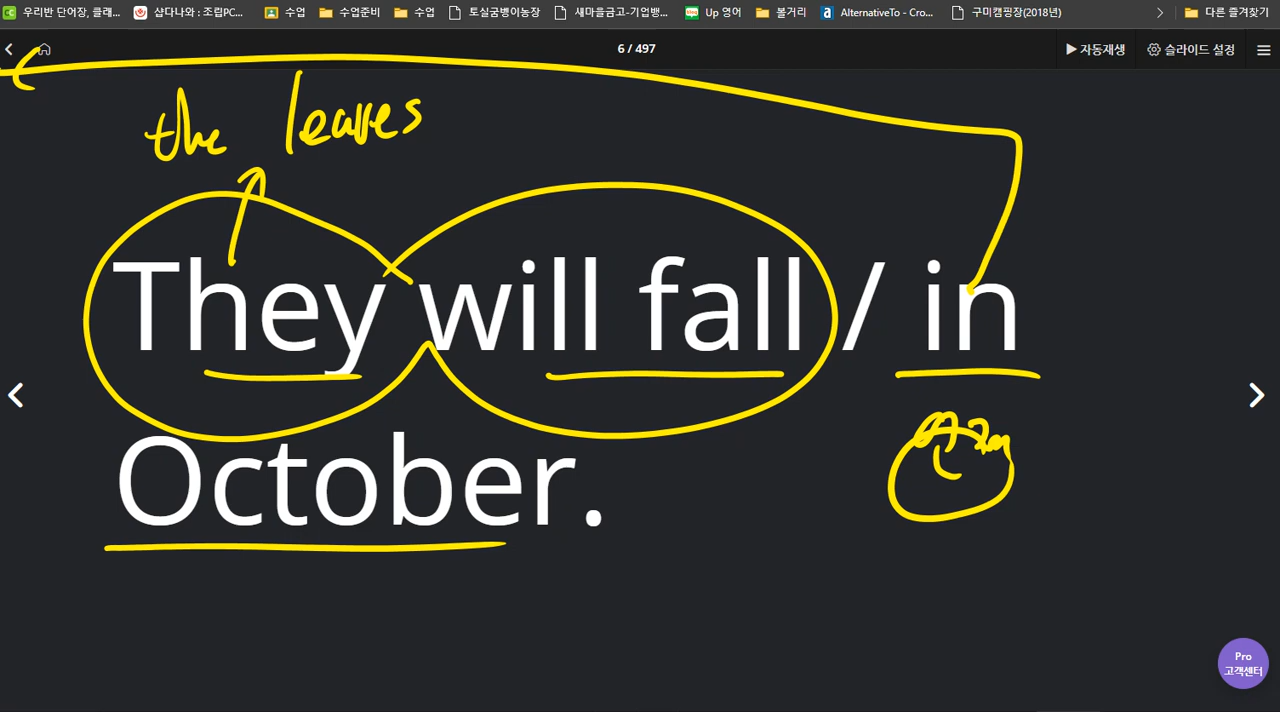 우리반 단어장, 클래... 샵다나와 : 조립PC... 수업 수업준비 수업 토실굼벵이농장 새마을금고-기업뱅... Up 영어 볼거리 AlternativeTo - Cro... 구미캠핑장(2018년) 다른 즐겨찾기
6 / 497 자동재생 슬라이드 설정
the leaves
They will fall / in
October.
Pro
고객센터